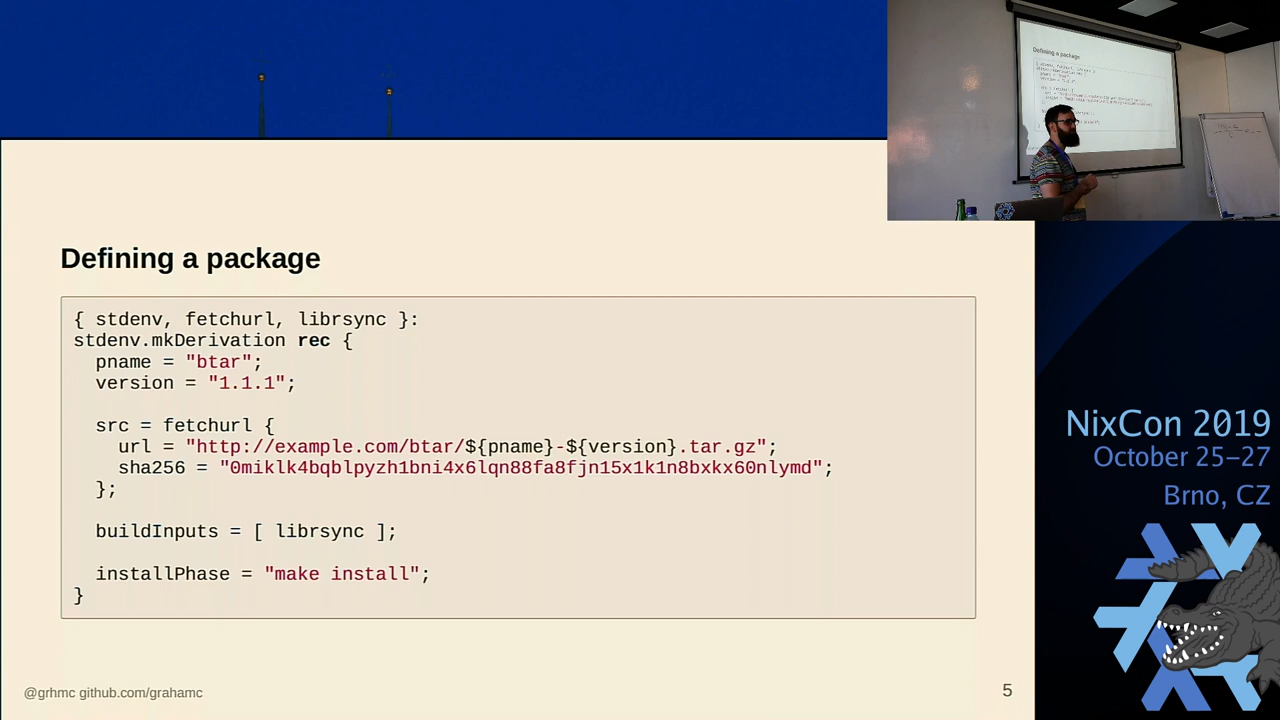 Defining a package
Defining a package
{ stdenv, fetchurl, librsync }:
stdenv.mkDerivation rec {
  pname = "btar";
  version = "1.1.1";
  src = fetchurl {
    url = "http://example.com/btar/${pname}-${version}.tar.gz";
    sha256 = "0miklk4bqblpyzh1bni4x6lqn88fa8fjn15x1k1n8bxkx60nlymd";
  };
  buildInputs = [ librsync ];
  installPhase = "make install";
}
@grhmc github.com/grahamc
5
NixCon 2019
October 25–27
Brno, CZ